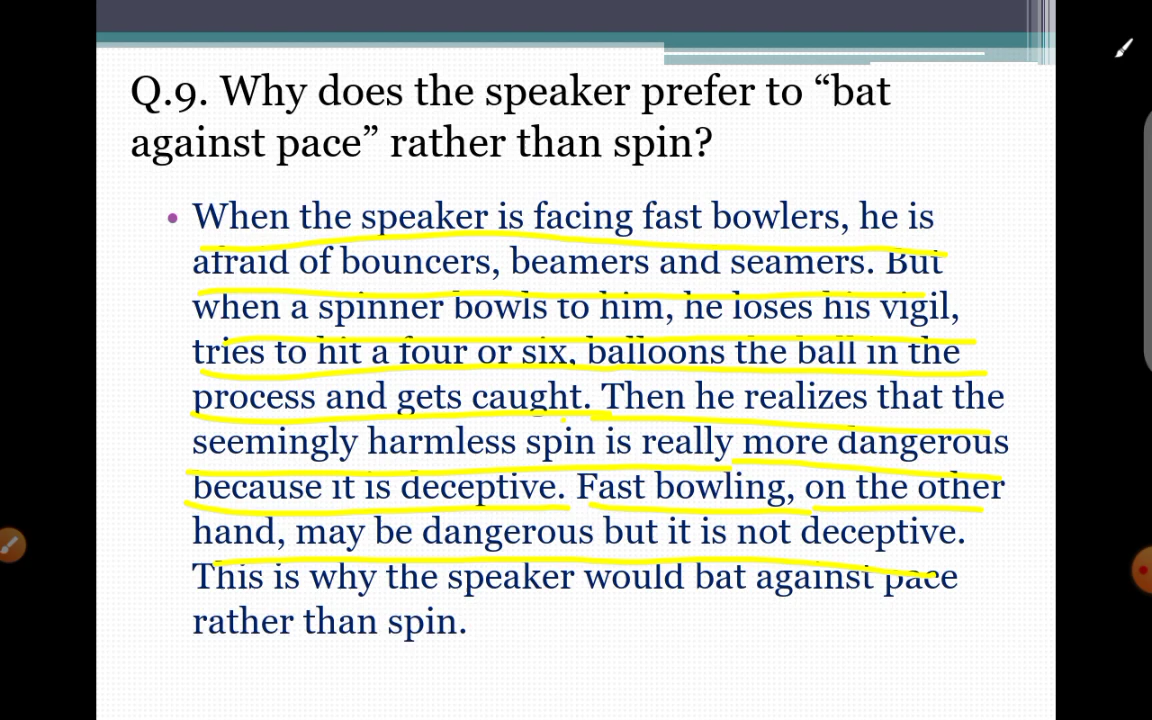 Q.9. Why does the speaker prefer to “bat
against pace” rather than spin?
• When the speaker is facing fast bowlers, he is
afraid of bouncers, beamers and seamers. But
when a spinner bowls to him, he loses his vigil,
tries to hit a four or six, balloons the ball in the
process and gets caught. Then he realizes that the
seemingly harmless spin is really more dangerous
because it is deceptive. Fast bowling, on the other
hand, may be dangerous but it is not deceptive.
This is why the speaker would bat against pace
rather than spin.